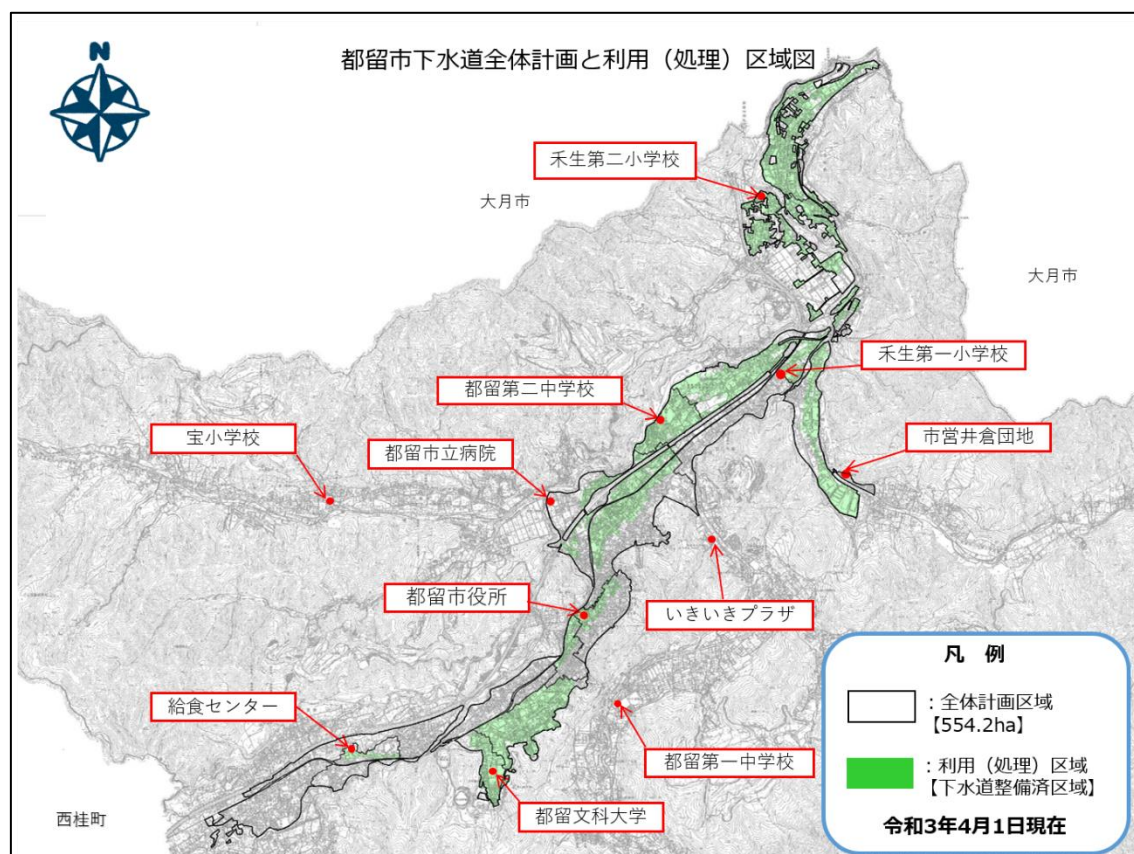 都留市下水道全体計画と利用（処理）区域図
N
禾生第二小学校
大月市
大月市
禾生第一小学校
都留第二中学校
宝小学校
都留市立病院
市営井倉団地
都留市役所
いきいきプラザ
給食センター
都留第一中学校
都留文科大学
西桂町
凡 例
：全体計画区域
【554.2ha】
：利用（処理）区域
【下水道整備済区域】
令和3年4月1日現在